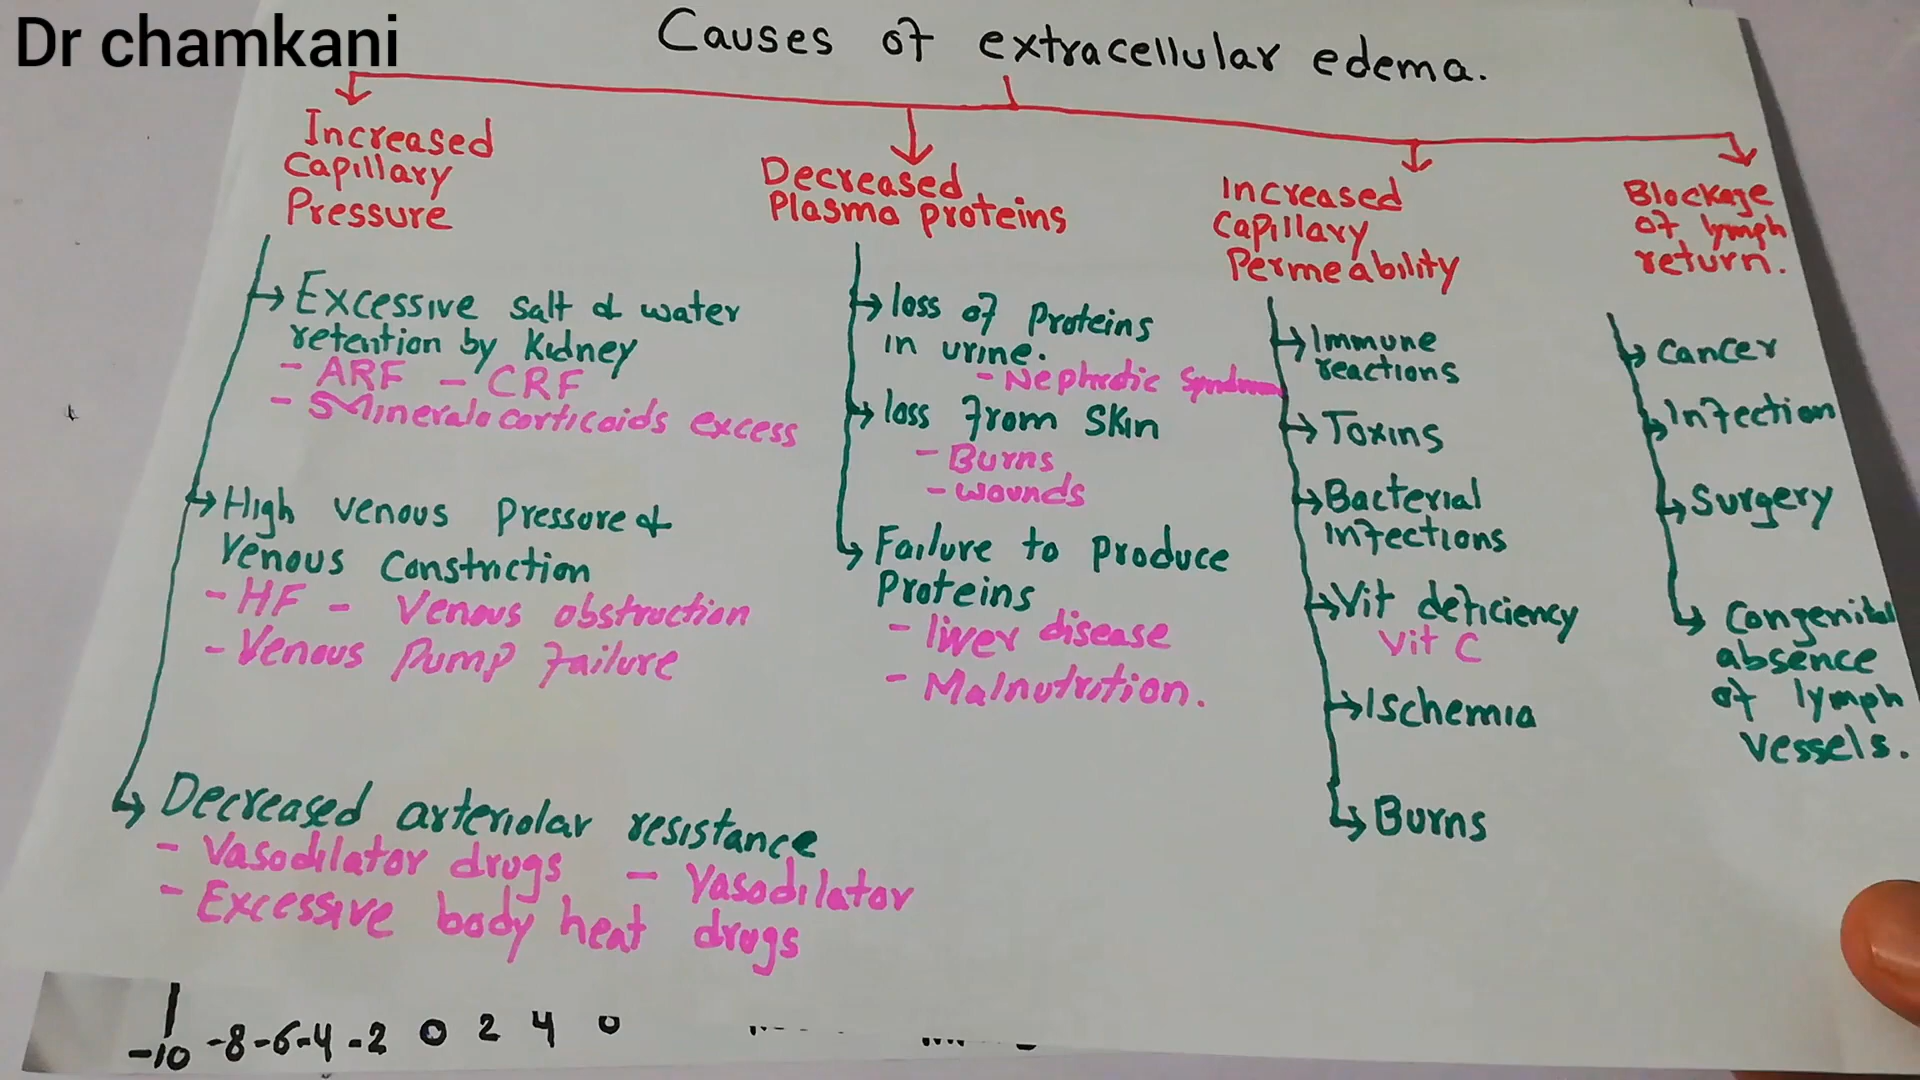 Dr chamkani
Causes of extracellular edema.
Increased
Capillary
Pressure
Excessive salt & water
retention by Kidney
- ARF - CRF
- Mineralocorticoids excess
High venous pressure &
Venous constriction
- HF - Venous obstruction
- Venous pump failure
Decreased arteriolar resistance
- Vasodilator drugs - Vasodilator
- Excessive body heat drugs
Decreased
Plasma proteins
loss of proteins
in urine.
- Nephrotic
loss from skin
- Burns
- wounds
Failure to produce
proteins
- liver disease
- Malnutrition.
Increased
Capillary
Permeability
Immune
reactions
Toxins
Bacterial
infections
Vit deficiency
Vit C
Ischemia
Burns
Blockage
of lymph
return.
Cancer
Infection
Surgery
Congenital
absence
of lymph
vessels.
-10 -8 -6 -4 -2 0 2 4